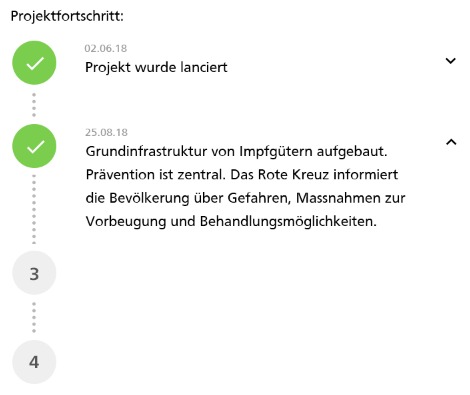 Projektfortschritt:
02.06.18
Projekt wurde lanciert
25.08.18
Grundinfrastruktur von Impfgütern aufgebaut.
Prävention ist zentral. Das Rote Kreuz informiert
die Bevölkerung über Gefahren, Massnahmen zur
Vorbeugung und Behandlungsmöglichkeiten.
3
4